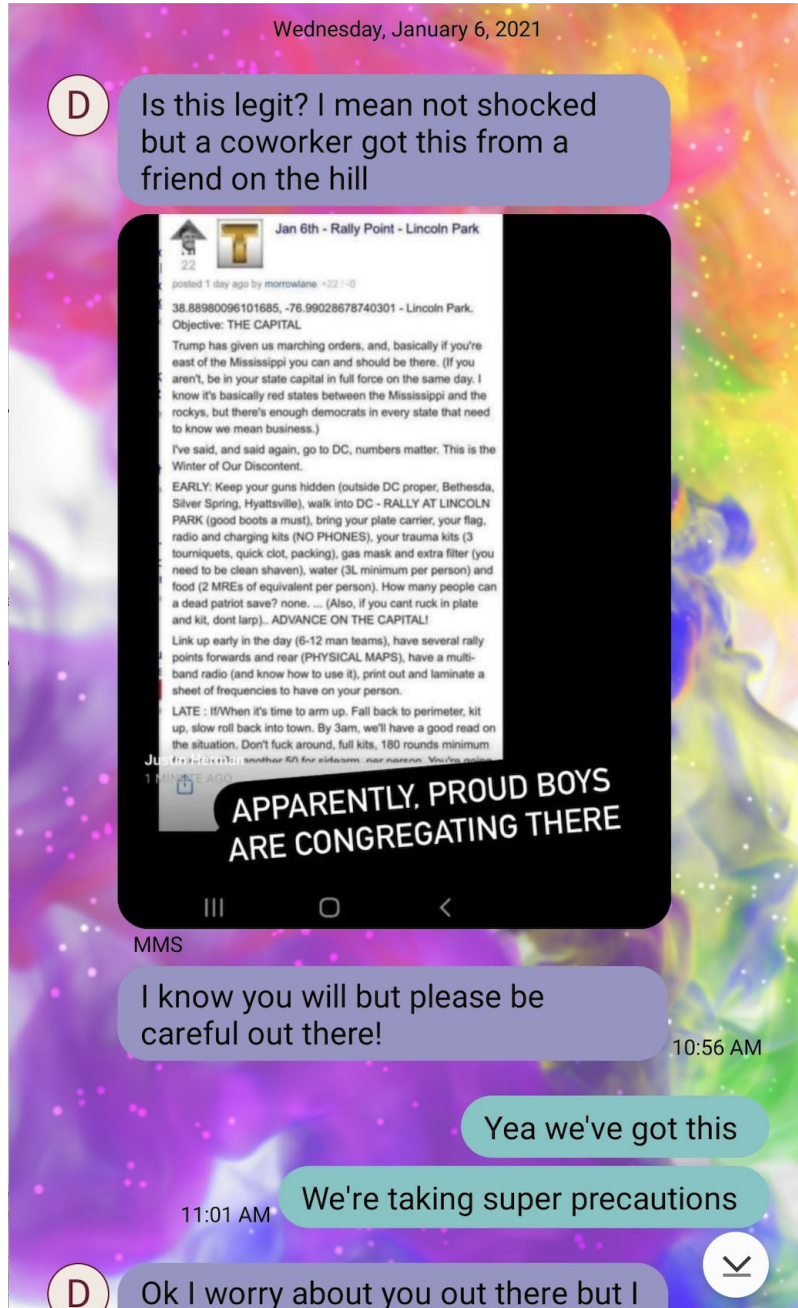 Wednesday, January 6, 2021
D
Is this legit? I mean not shocked
but a coworker got this from a
friend on the hill
22
T
Jan 6th - Rally Point - Lincoln Park
posted 1 day ago by morrowlane +22 / -0
38.88980096101685, -76.99028678740301 - Lincoln Park.
Objective: THE CAPITAL
Trump has given us marching orders, and, basically if you're
east of the Mississippi you can and should be there. (If you
aren't, be in your state capital in full force on the same day. I
know it's basically red states between the Mississippi and the
rockys, but there's enough democrats in every state that need
to know we mean business.)
I've said, and said again, go to DC, numbers matter. This is the
Winter of Our Discontent.
EARLY: Keep your guns hidden (outside DC proper, Bethesda,
Silver Spring, Hyattsville), walk into DC - RALLY AT LINCOLN
PARK (good boots a must), bring your plate carrier, your flag,
radio and charging kits (NO PHONES), your trauma kits (3
tourniquets, quick clot, packing), gas mask and extra filter (you
need to be clean shaven), water (3L minimum per person) and
food (2 MREs of equivalent per person). How many people can
a dead patriot save? none. ... (Also, if you cant ruck in plate
and kit, dont larp).. ADVANCE ON THE CAPITAL!
Link up early in the day (6-12 man teams), have several rally
points forwards and rear (PHYSICAL MAPS), have a multi-
band radio (and know how to use it), print out and laminate a
sheet of frequencies to have on your person.
LATE : If/When it's time to arm up. Fall back to perimeter, kit
up, slow roll back into town. By 3am, we'll have a good read on
the situation. Don't fuck around, full kits, 180 rounds minimum
another 50 for sidearm, per person. You're going
Justin Herman
1 MINUTE AGO
APPARENTLY, PROUD BOYS
ARE CONGREGATING THERE
MMS
I know you will but please be
careful out there!
10:56 AM
Yea we've got this
We're taking super precautions
11:01 AM
D
Ok I worry about you out there but I